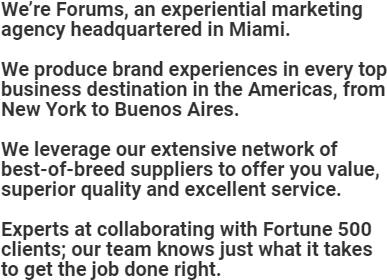 We're Forums, an experiential marketing
agency headquartered in Miami.
We produce brand experiences in every top
business destination in the Americas, from
New York to Buenos Aires.
We leverage our extensive network of
best-of-breed suppliers to offer you value,
superior quality and excellent service.
Experts at collaborating with Fortune 500
clients; our team knows just what it takes
to get the job done right.